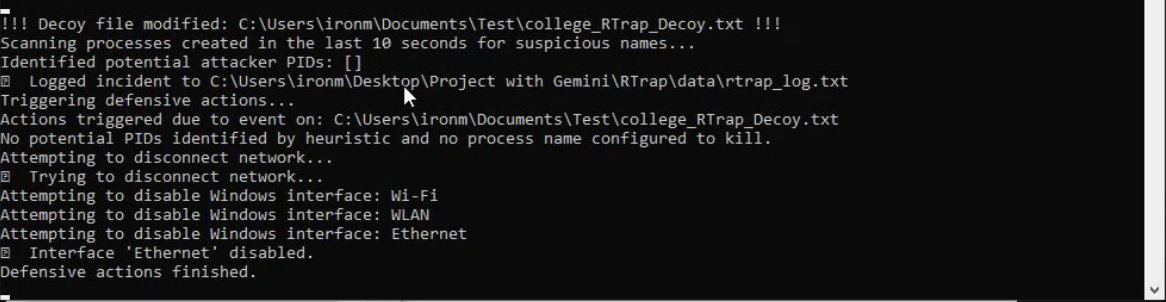 !!! Decoy file modified: C:\Users\ironm\Documents\Test\college_RTrap_Decoy.txt !!!
Scanning processes created in the last 10 seconds for suspicious names...
Identified potential attacker PIDs: []
⍰  Logged incident to C:\Users\ironm\Desktop\Project with Gemini\RTrap\data\rtrap_log.txt
Triggering defensive actions...
Actions triggered due to event on: C:\Users\ironm\Documents\Test\college_RTrap_Decoy.txt
No potential PIDs identified by heuristic and no process name configured to kill.
Attempting to disconnect network...
⍰  Trying to disconnect network...
Attempting to disable Windows interface: Wi-Fi
Attempting to disable Windows interface: WLAN
Attempting to disable Windows interface: Ethernet
⍰  Interface 'Ethernet' disabled.
Defensive actions finished.